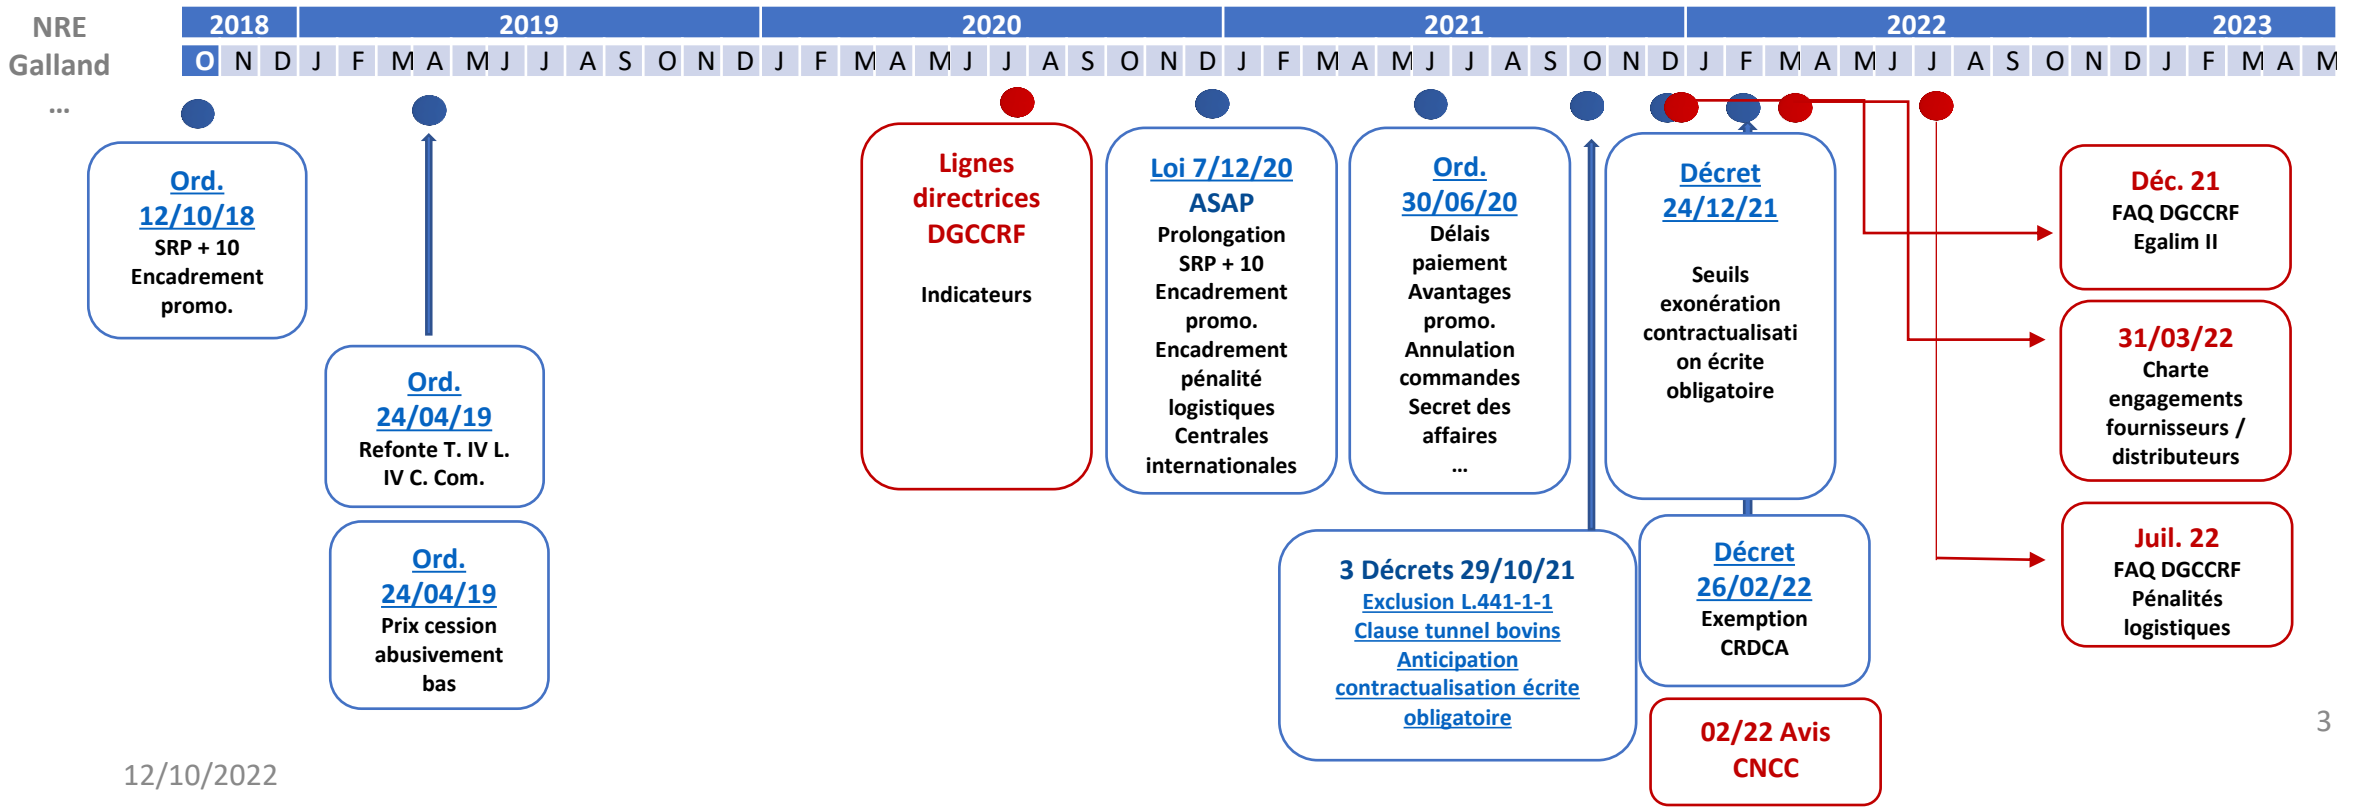 NRE
Galland
...
2018 2019 2020 2021 2022 2023
O N D J F M A M J J A S O N D J F M A M J J A S O N D J F M A M J J A S O N D J F M A M J J A S O N D J F M A M
Ord.
12/10/18
SRP + 10
Encadrement
promo.
Ord.
24/04/19
Refonte T. IV L.
IV C. Com.
Ord.
24/04/19
Prix cession
abusivement
bas
Lignes
directrices
DGCCRF
Indicateurs
Loi 7/12/20
ASAP
Prolongation
SRP + 10
Encadrement
promo.
Encadrement
pénalité
logistiques
Centrales
internationales
Ord.
30/06/20
Délais
paiement
Avantages
promo.
Annulation
commandes
Secret des
affaires
...
3 Décrets 29/10/21
Exclusion L.441-1-1
Clause tunnel bovins
Anticipation
contractualisation écrite
obligatoire
Décret
24/12/21
Seuils
exonération
contractualisati
on écrite
obligatoire
Décret
26/02/22
Exemption
CRDCA
02/22 Avis
CNCC
Déc. 21
FAQ DGCCRF
Egalim II
31/03/22
Charte
engagements
fournisseurs /
distributeurs
Juil. 22
FAQ DGCCRF
Pénalités
logistiques
12/10/2022
3